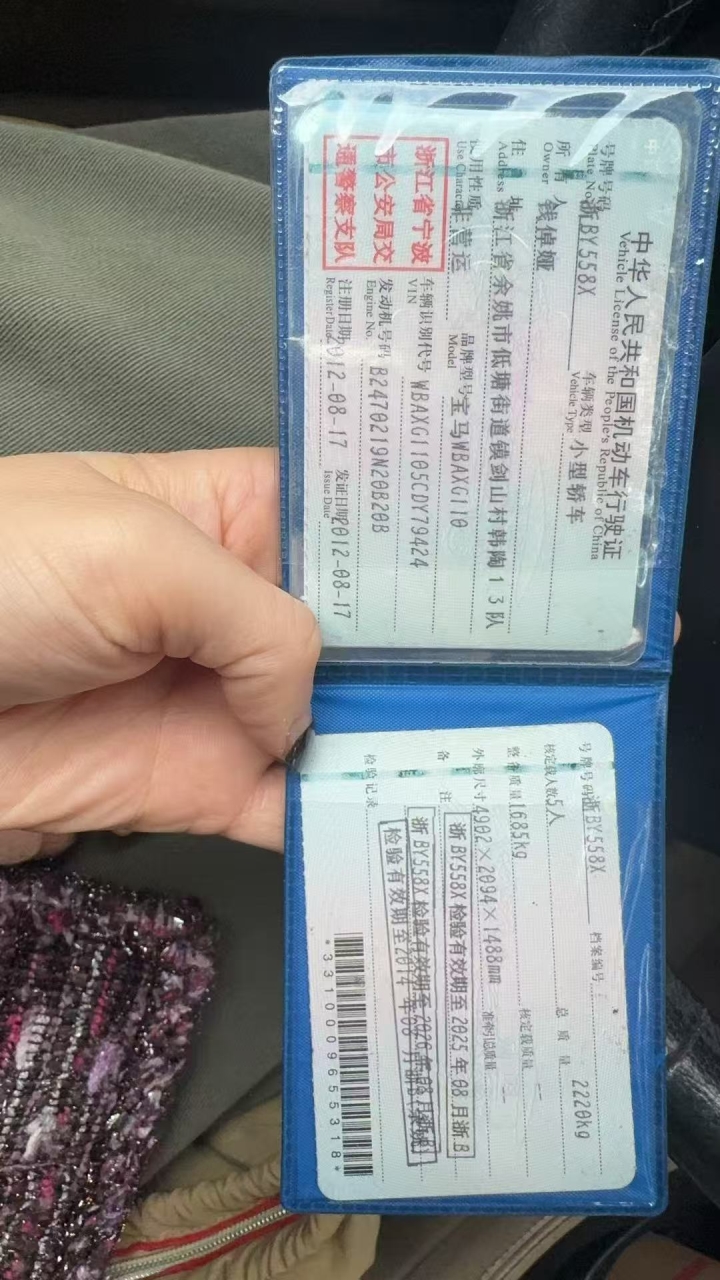 中华人民共和国机动车行驶证
Vehicle License of the People's Republic of China
号牌号码 浙BY558X 车辆类型 小型轿车
Plate No. Vehicle Type
所有人 钱倬娅
Owner
住址 浙江省余姚市低塘街道镆剑山村韩陶13队
Address
使用性质 非营运 品牌型号 宝马WBAXG110
Use Character Model
浙江省宁波
市公安局交
通警察支队
车辆识别代号 WBAXG1105CDY79424
VIN
发动机号码 B2470219N20B20B
Engine No.
注册日期 2012-08-17 发证日期 2012-08-17
Register Date Issue Date
号牌号码 浙BY558X 档案编号
核定载人数 5人 总质量 2220kg
整备质量 1685kg 核定载质量
外廓尺寸 4902×2094×1488mm 准牵引总质量
备注 浙BY558X检验有效期至2025年08月浙B
浙BY558X检验有效期至2026年08月
检验有效期至2014年08月
检验记录
*3310009655318*